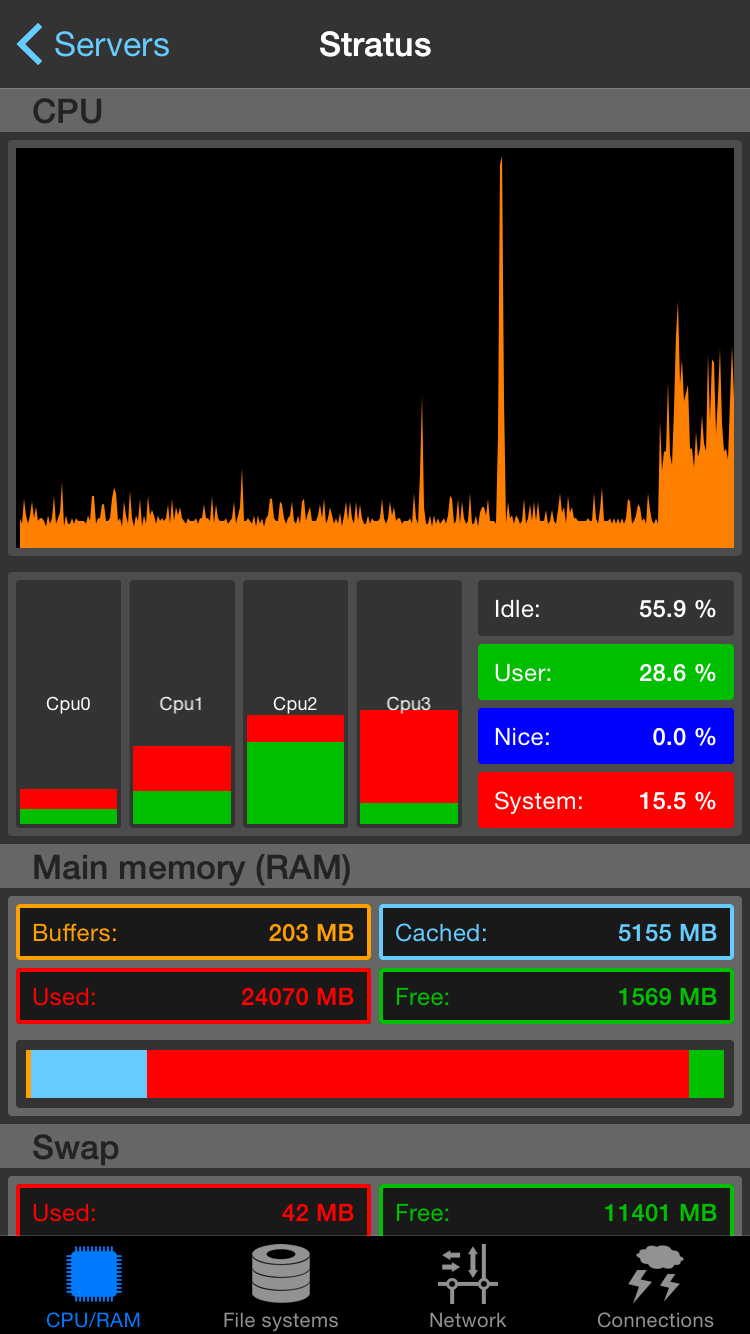 Servers Stratus
CPU
Cpu0 Cpu1 Cpu2 Cpu3
Idle: 55.9 %
User: 28.6 %
Nice: 0.0 %
System: 15.5 %
Main memory (RAM)
Buffers: 203 MB Cached: 5155 MB
Used: 24070 MB Free: 1569 MB
Swap
Used: 42 MB Free: 11401 MB
CPU/RAM File systems Network Connections